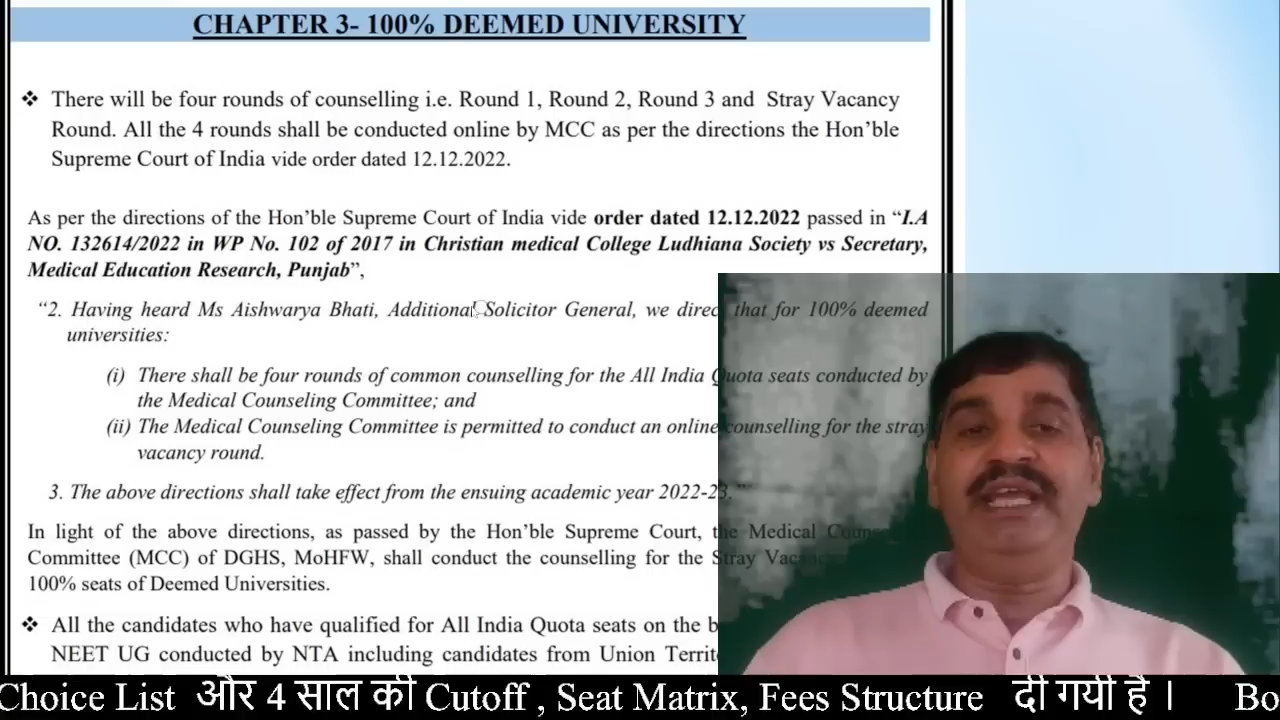 CHAPTER 3- 100% DEEMED UNIVERSITY
❖ There will be four rounds of counselling i.e. Round 1, Round 2, Round 3 and Stray Vacancy
Round. All the 4 rounds shall be conducted online by MCC as per the directions the Hon’ble
Supreme Court of India vide order dated 12.12.2022.
As per the directions of the Hon’ble Supreme Court of India vide order dated 12.12.2022 passed in “I.A
NO. 132614/2022 in WP No. 102 of 2017 in Christian medical College Ludhiana Society vs Secretary,
Medical Education Research, Punjab”,
“2. Having heard Ms Aishwarya Bhati, Additional Solicitor General, we direct that for 100% deemed
universities:
(i) There shall be four rounds of common counselling for the All India Quota seats conducted by
the Medical Counseling Committee; and
(ii) The Medical Counseling Committee is permitted to conduct an online counselling for the stray
vacancy round.
3. The above directions shall take effect from the ensuing academic year 2022-23.”
In light of the above directions, as passed by the Hon’ble Supreme Court, the Medical
Committee (MCC) of DGHS, MoHFW, shall conduct the counselling for the Stray
100% seats of Deemed Universities.
❖ All the candidates who have qualified for All India Quota seats on the
NEET UG conducted by NTA including candidates from Union
Choice List और 4 साल की Cutoff , Seat Matrix, Fees Structure दी गयी है । Bo